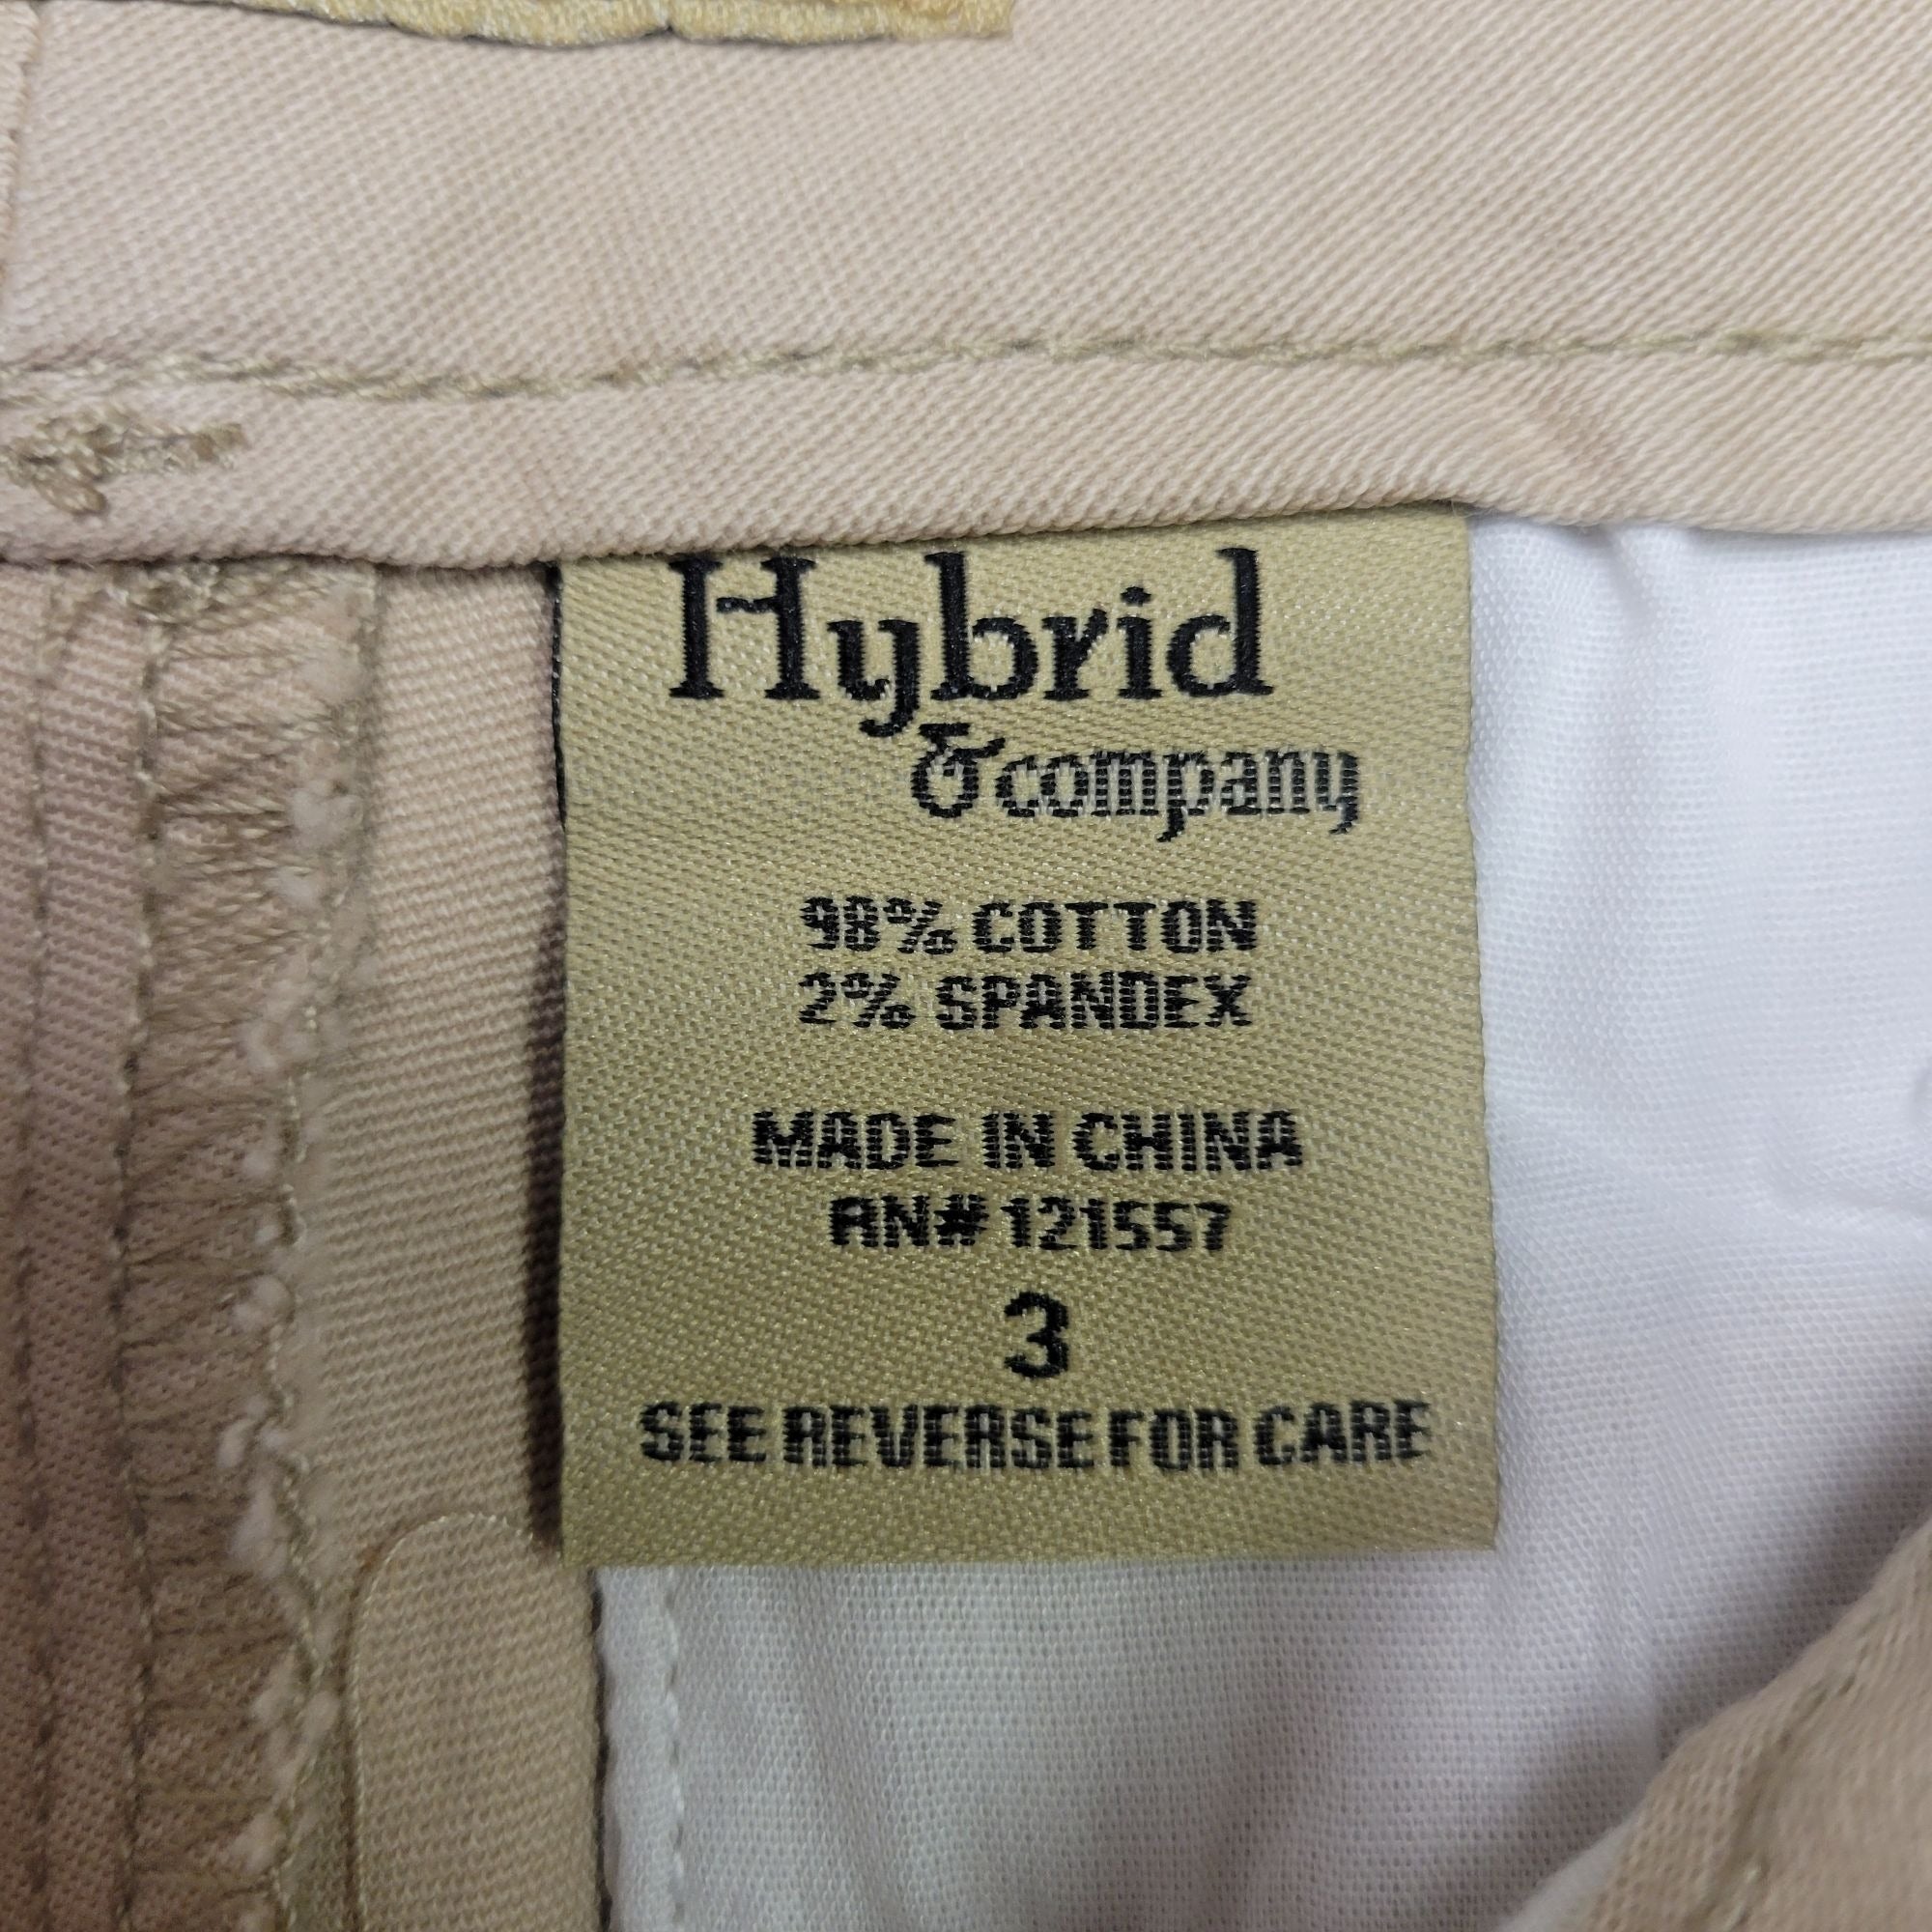 Hybrid
& company
98% COTTON
2% SPANDEX
MADE IN CHINA
RN# 121557
3
SEE REVERSE FOR CARE